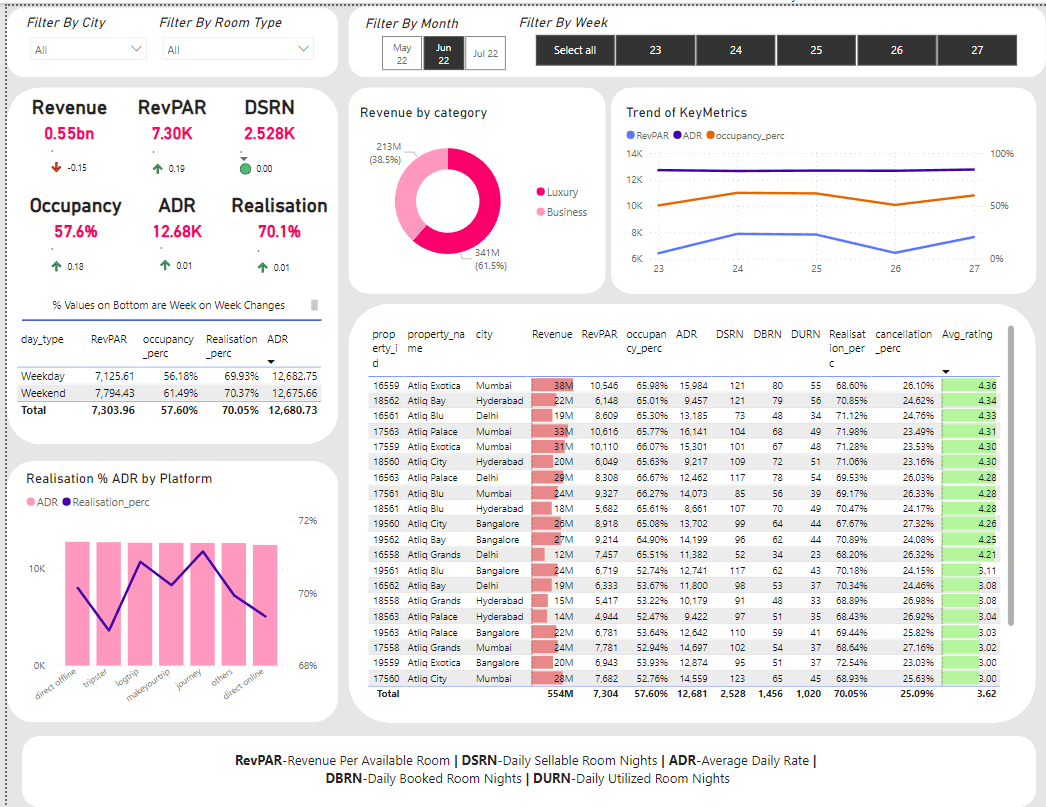 Filter By City
Filter By Room Type
All
All
Filter By Month
May 22
Jun 22
Jul 22
Filter By Week
Select all 23 24 25 26 27
Revenue RevPAR DSRN
0.55bn 7.30K 2.528K
-0.15 0.19 0.00
Occupancy ADR Realisation
57.6% 12.68K 70.1%
0.18 0.01 0.01
% Values on Bottom are Week on Week Changes
day_type RevPAR occupancy_perc Realisation_perc ADR
Weekday 7,125.61 56.18% 69.93% 12,682.75
Weekend 7,794.43 61.49% 70.37% 12,675.66
Total 7,303.96 57.60% 70.05% 12,680.73
Revenue by category
213M
(38.5%)
341M
(61.5%)
Luxury
Business
Trend of KeyMetrics
RevPAR ADR occupancy_perc
14K 100%
12K
10K 50%
8K
6K 0%
23 24 25 26 27
Realisation % ADR by Platform
ADR Realisation_perc
72%
10K 70%
0K 68%
direct offline tripster logtrip makeyourtrip journey others direct online
property_id property_name city Revenue RevPAR occupancy_perc ADR DSRN DBRN DURN Realisation_perc cancellation_perc Avg_rating
16559 Atliq Exotica Mumbai 38M 10,546 65.98% 15,984 121 80 55 68.60% 26.10% 4.36
18562 Atliq Bay Hyderabad 22M 6,148 65.01% 9,457 121 79 56 70.85% 24.62% 4.34
16561 Atliq Blu Delhi 19M 8,609 65.30% 13,185 73 48 34 71.12% 24.76% 4.33
17563 Atliq Palace Mumbai 33M 10,616 65.77% 16,141 104 68 49 71.98% 23.49% 4.31
17559 Atliq Exotica Mumbai 31M 10,110 66.07% 15,301 101 67 48 71.28% 23.53% 4.30
18560 Atliq City Hyderabad 20M 6,049 65.63% 9,217 109 72 51 71.06% 23.16% 4.30
16563 Atliq Palace Delhi 29M 8,308 66.67% 12,462 117 78 54 69.53% 26.03% 4.28
17561 Atliq Blu Mumbai 24M 9,327 66.27% 14,073 85 56 39 69.17% 26.33% 4.28
18561 Atliq Blu Hyderabad 18M 5,682 65.61% 8,661 107 70 49 70.47% 24.17% 4.28
19560 Atliq City Bangalore 26M 8,918 65.08% 13,702 99 64 44 67.67% 27.32% 4.26
19562 Atliq Bay Bangalore 27M 9,214 64.90% 14,199 96 62 44 70.89% 24.08% 4.25
16558 Atliq Grands Delhi 12M 7,457 65.51% 11,382 52 34 23 68.20% 26.32% 4.21
19561 Atliq Blu Bangalore 24M 6,719 52.74% 12,741 117 62 43 70.18% 24.15% 3.11
16562 Atliq Bay Delhi 19M 6,333 53.67% 11,800 98 53 37 70.34% 24.46% 3.08
18558 Atliq Grands Hyderabad 15M 5,417 53.22% 10,179 91 48 33 68.89% 26.98% 3.08
18563 Atliq Palace Hyderabad 14M 4,944 52.47% 9,422 97 51 35 68.43% 26.92% 3.04
19563 Atliq Palace Bangalore 22M 6,781 53.64% 12,642 110 59 41 69.44% 25.82% 3.03
17558 Atliq Grands Mumbai 24M 7,781 52.94% 14,697 102 54 37 68.64% 27.16% 3.02
19559 Atliq Exotica Bangalore 20M 6,943 53.93% 12,874 95 51 37 72.54% 23.03% 3.00
17560 Atliq City Mumbai 28M 7,682 52.76% 14,559 123 65 45 68.93% 25.63% 3.00
Total 554M 7,304 57.60% 12,681 2,528 1,456 1,020 70.05% 25.09% 3.62
RevPAR-Revenue Per Available Room | DSRN-Daily Sellable Room Nights | ADR-Average Daily Rate |
DBRN-Daily Booked Room Nights | DURN-Daily Utilized Room Nights